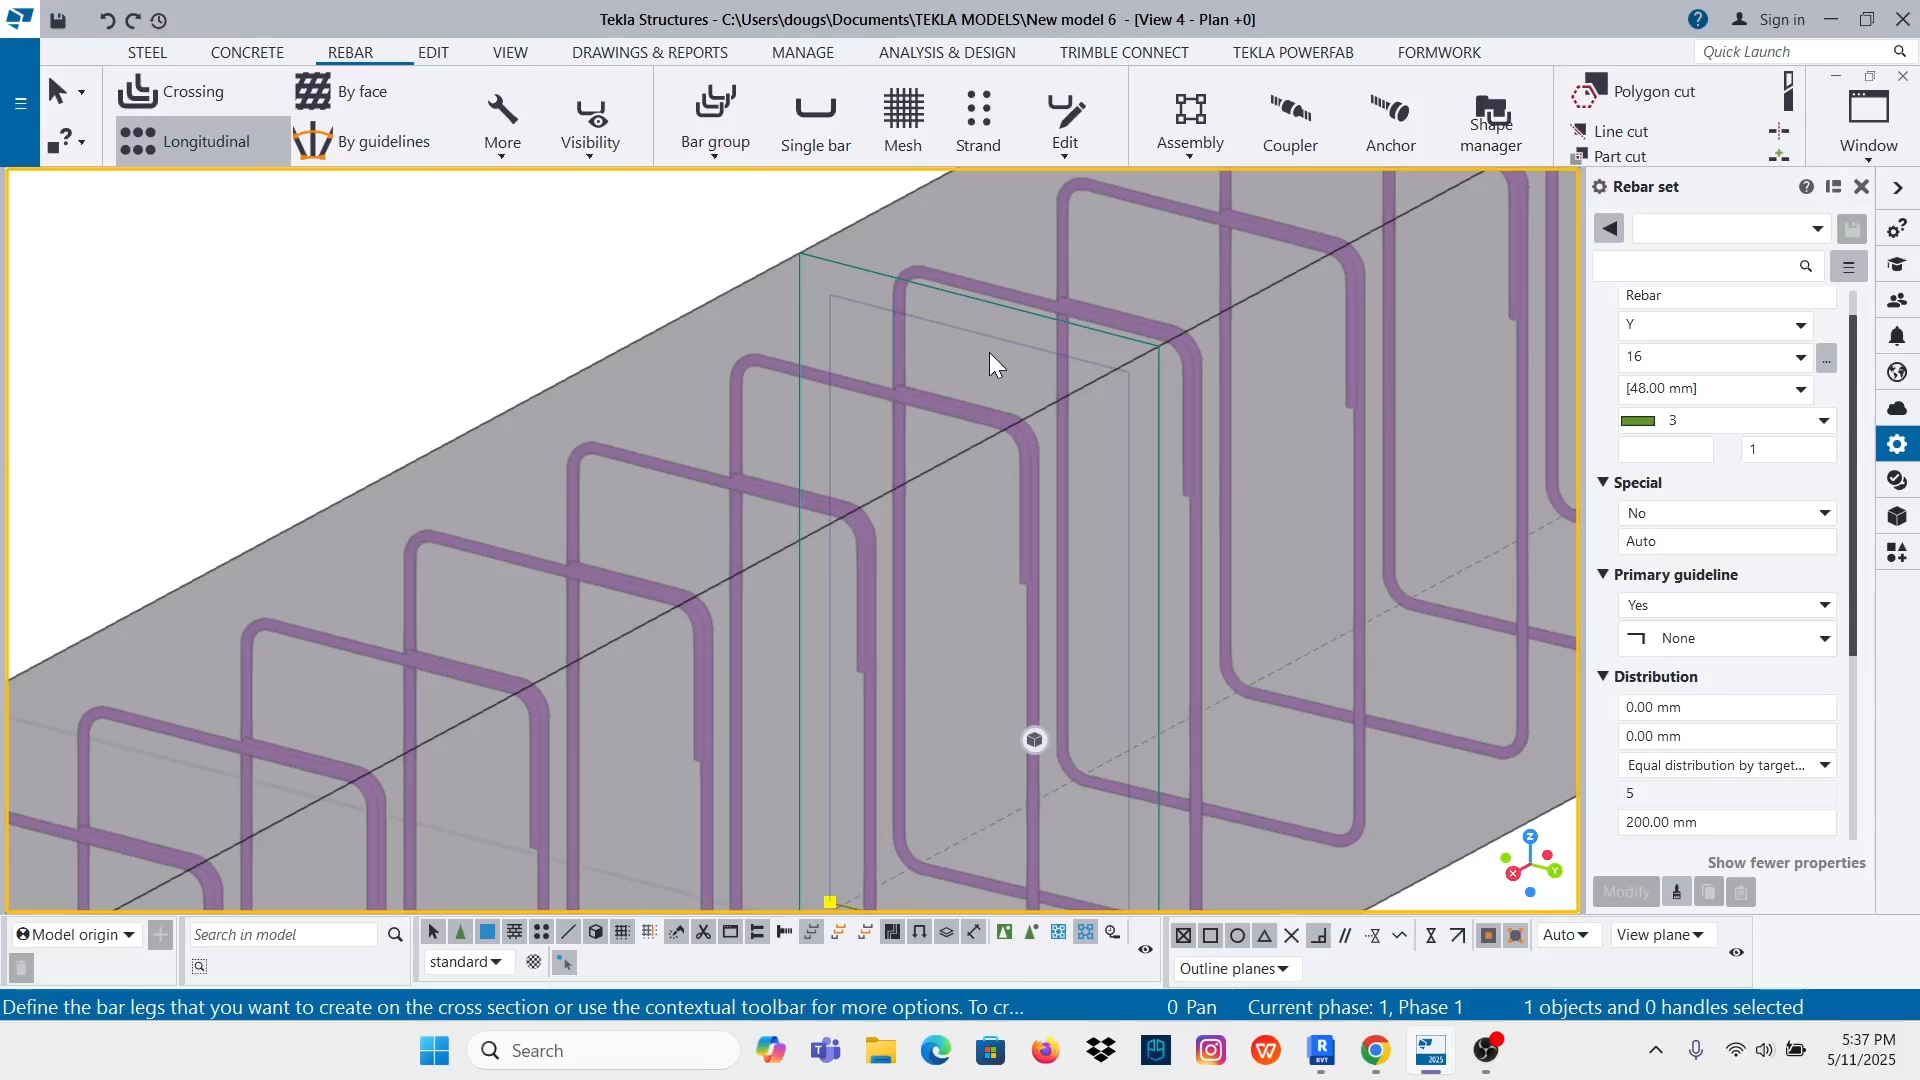 Tekla Structures - C:\Users\dougs\Documents\TEKLA MODELS\New model 6  - [View 4 - Plan +0]
Sign in
STEEL CONCRETE REBAR EDIT VIEW DRAWINGS & REPORTS MANAGE ANALYSIS & DESIGN TRIMBLE CONNECT TEKLA POWERFAB FORMWORK
Quick Launch
Crossing
By face
Longitudinal
By guidelines
More
Visibility
Bar group
Single bar
Mesh
Strand
Edit
Assembly
Coupler
Anchor
Shape
manager
Polygon cut
Line cut
Part cut
Window
Rebar set
Rebar
Y
16
...
[48.00 mm]
3
1
Special
No
Auto
Primary guideline
Yes
None
Distribution
0.00 mm
0.00 mm
Equal distribution by target...
5
200.00 mm
Show fewer properties
Modify
Z
X
Y
Model origin
Search in model
standard
Auto
View plane
Outline planes
Define the bar legs that you want to create on the cross section or use the contextual toolbar for more options. To cr...
0 Pan
Current phase: 1, Phase 1
1 objects and 0 handles selected
Search
R
RVT
2025
5:37 PM
5/11/2025